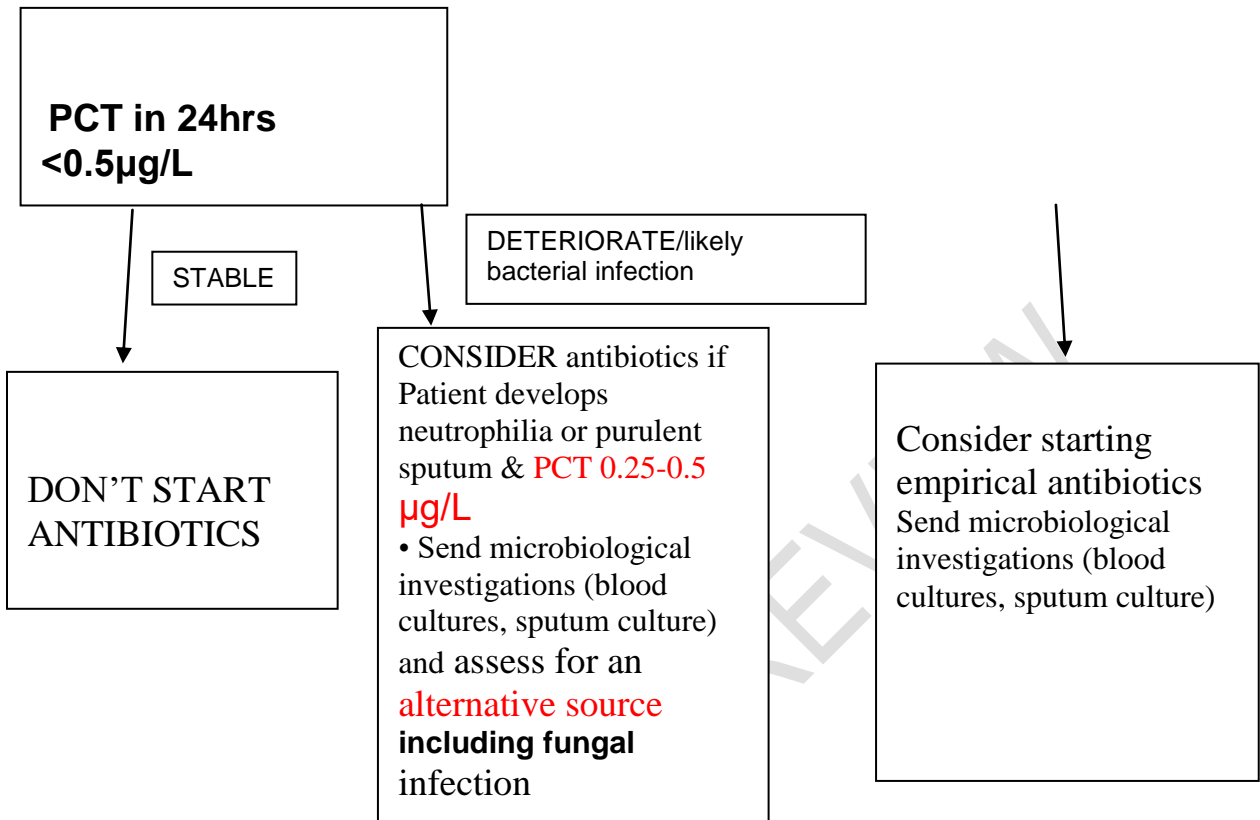 PCT in 24hrs
<0.5µg/L
STABLE
DETERIORATE/likely
bacterial infection
DON’T START
ANTIBIOTICS
CONSIDER antibiotics if
Patient develops
neutrophilia or purulent
sputum & PCT 0.25-0.5
µg/L
• Send microbiological
investigations (blood
cultures, sputum culture)
and assess for an
alternative source
including fungal
infection
Consider starting
empirical antibiotics
Send microbiological
investigations (blood
cultures, sputum culture)